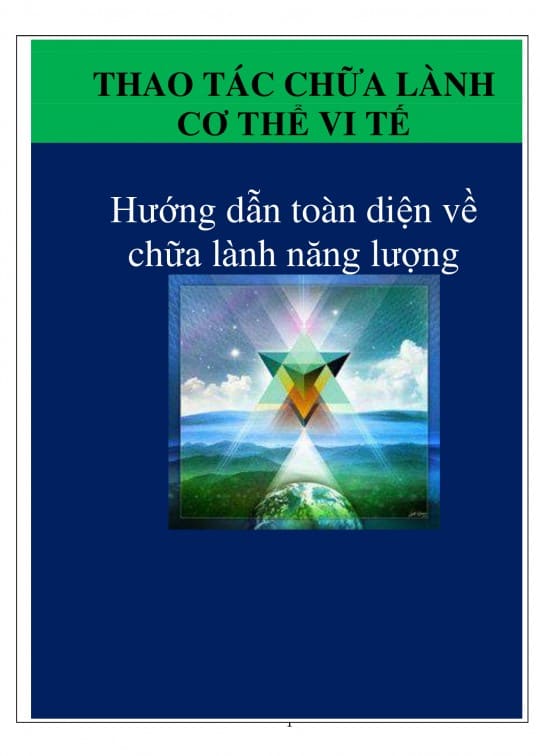 THAO TÁC CHỮA LÀNH
CƠ THỂ VI TẾ
Hướng dẫn toàn diện về
chữa lành năng lượng
1